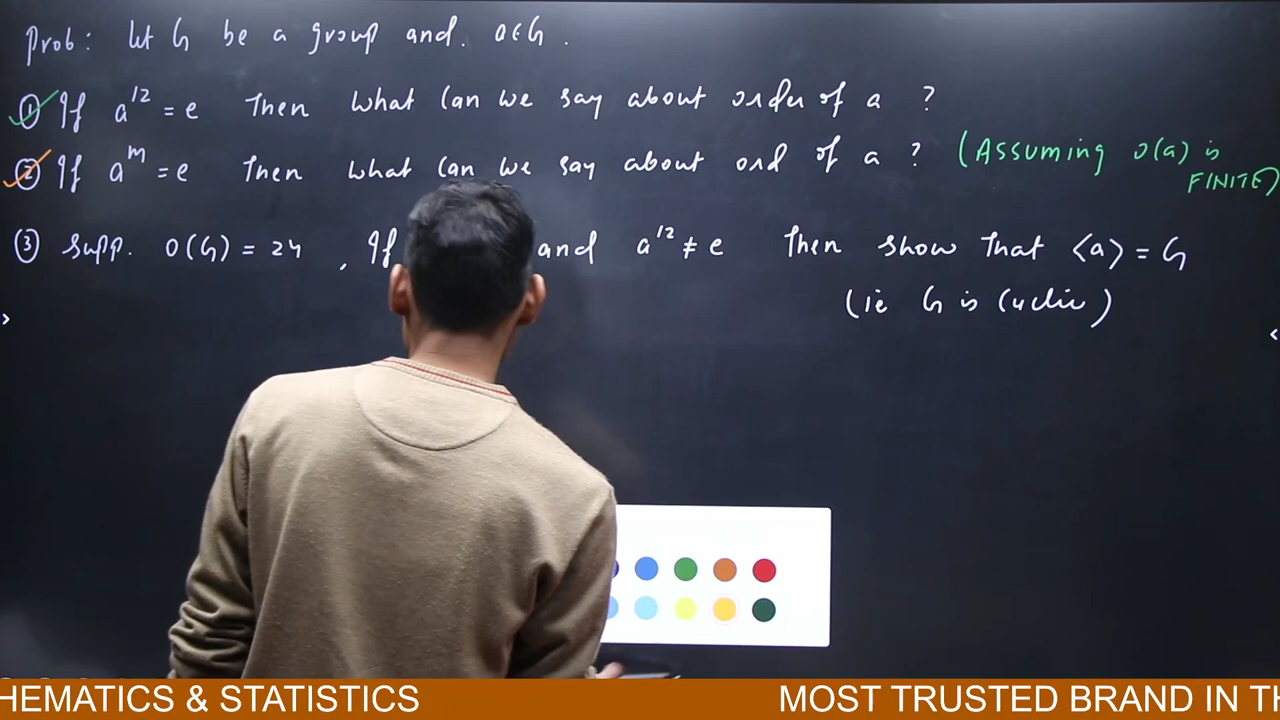 Prob: let G be a group and. a∈G.
① If a¹² = e Then what can we say about order of a ?
② If aᵐ = e Then what can we say about ord of a ? (Assuming o(a) is
FINITE)
③ supp. O(G) = 24 , If and a¹² ≠ e Then show that <a> = G
(ie G is cyclic)
HEMATICS & STATISTICS MOST TRUSTED BRAND IN TH